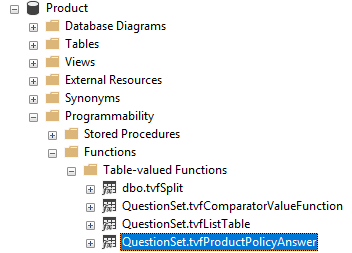 Product
Database Diagrams
Tables
Views
External Resources
Synonyms
Programmability
Stored Procedures
Functions
Table-valued Functions
dbo.tvfSplit
QuestionSet.tvfComparatorValueFunction
QuestionSet.tvfListTable
QuestionSet.tvfProductPolicyAnswer